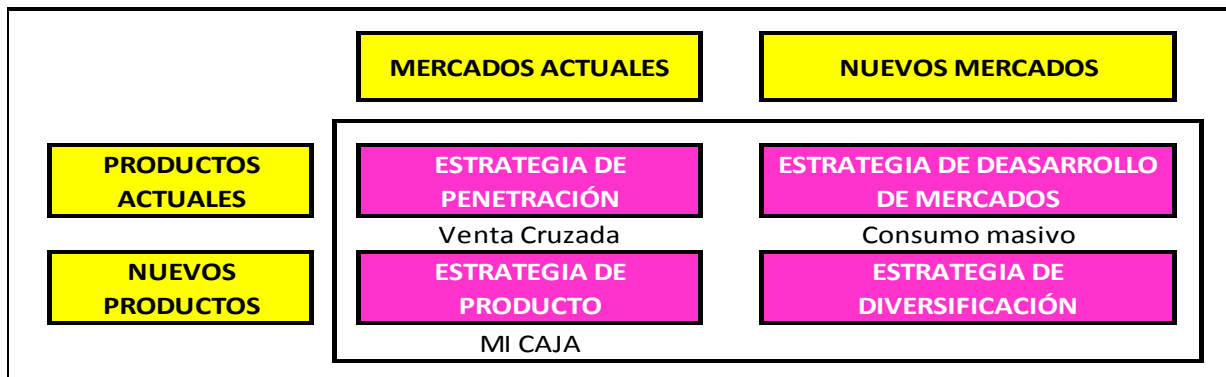 MERCADOS ACTUALES
NUEVOS MERCADOS
PRODUCTOS
ACTUALES
ESTRATEGIA DE
PENETRACIÓN
ESTRATEGIA DE DEASARROLLO
DE MERCADOS
Venta Cruzada
Consumo masivo
NUEVOS
PRODUCTOS
ESTRATEGIA DE
PRODUCTO
ESTRATEGIA DE
DIVERSIFICACIÓN
MI CAJA